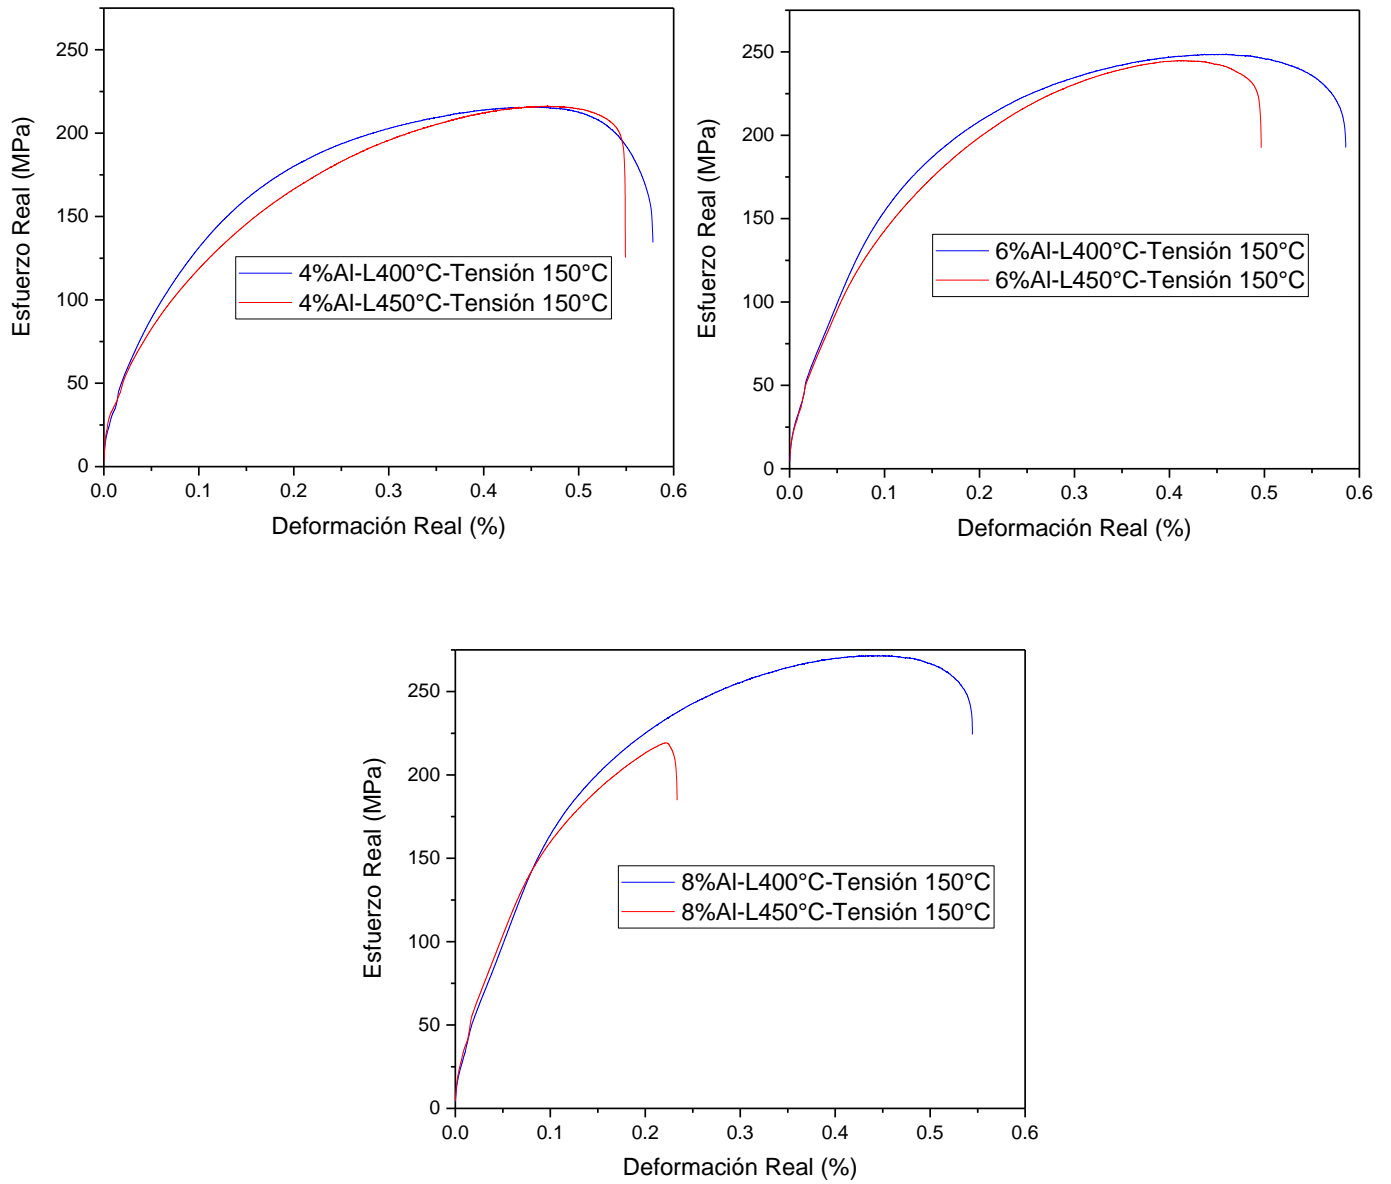 250
200
150
100
50
0
Esfuerzo Real (MPa)
4%Al-L400°C-Tensión 150°C
4%Al-L450°C-Tensión 150°C
0.0 0.1 0.2 0.3 0.4 0.5 0.6
Deformación Real (%)
250
200
150
100
50
0
Esfuerzo Real (MPa)
6%Al-L400°C-Tensión 150°C
6%Al-L450°C-Tensión 150°C
0.0 0.1 0.2 0.3 0.4 0.5 0.6
Deformación Real (%)
250
200
150
100
50
0
Esfuerzo Real (MPa)
8%Al-L400°C-Tensión 150°C
8%Al-L450°C-Tensión 150°C
0.0 0.1 0.2 0.3 0.4 0.5 0.6
Deformación Real (%)